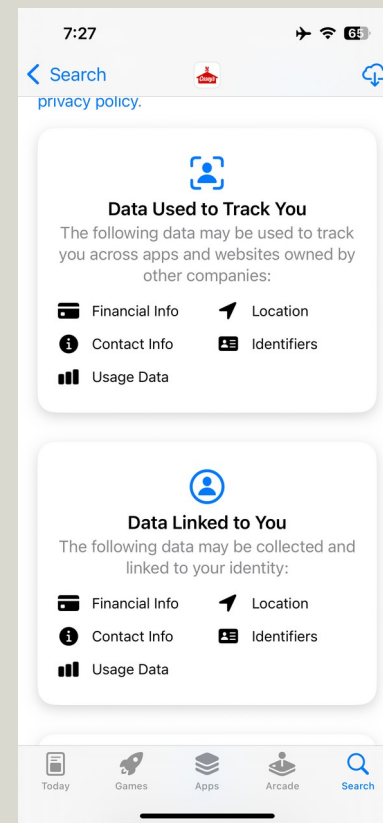 7:27
65
Search
Casey's
privacy policy.
Data Used to Track You
The following data may be used to track
you across apps and websites owned by
other companies:
Financial Info
Location
Contact Info
Identifiers
Usage Data
Data Linked to You
The following data may be collected and
linked to your identity:
Financial Info
Location
Contact Info
Identifiers
Usage Data
Today
Games
Apps
Arcade
Search